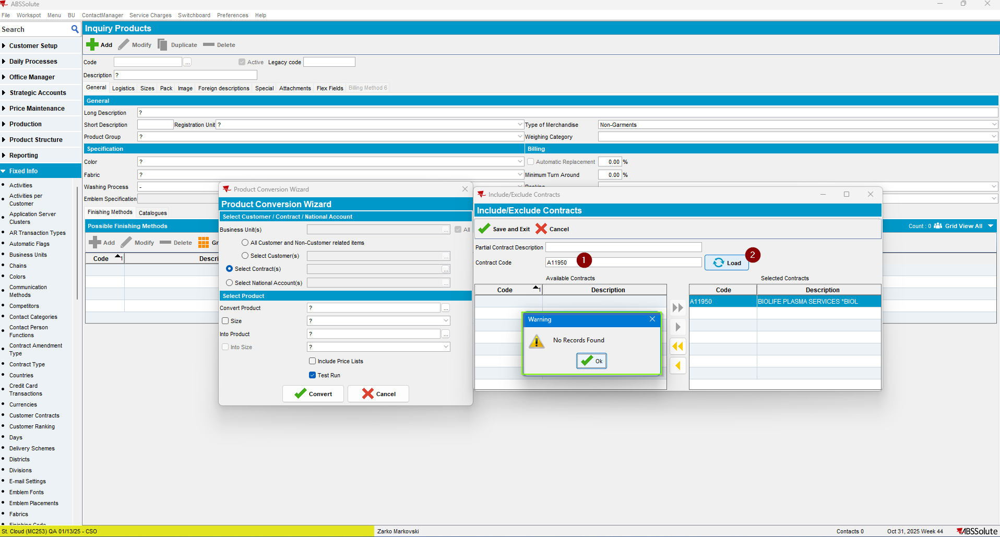 ABSSolute
File Workspot Menu BU ContactManager Service Charges Switchboard Preferences Help
Search
Inquiry Products
Add Modify Duplicate Delete
Customer Setup
Daily Processes
Office Manager
Strategic Accounts
Price Maintenance
Production
Product Structure
Reporting
Fixed Info
Activities
Activities per
Customer
Application Server
Clusters
AR Transaction Types
Automatic Flags
Business Units
Chains
Colors
Communication
Methods
Competitors
Contact Categories
Contact Person
Functions
Contract Amendment
Type
Contract Type
Countries
Credit Card
Transactions
Currencies
Customer Contracts
Customer Ranking
Days
Delivery Schemes
Districts
Divisions
E-mail Settings
Emblem Fonts
Emblem Placements
Fabrics
Code ... Active Legacy code
Description ?
General Logistics Sizes Pack Image Foreign descriptions Special Attachments Flex Fields Billing Method 6
General
Long Description ?
Short Description Registration Unit ? Type of Merchandise Non-Garments
Product Group ? Weighing Category
Specification Billing
Color ? Automatic Replacement 0.00 %
Fabric ? Minimum Turn Around 0.00 %
Washing Process -
Emblem Specification
Finishing Methods Catalogues
Possible Finishing Methods Count : 0 Grid View All
Add Modify Delete Gr
Code 1 Descri
Product Conversion Wizard
Product Conversion Wizard
Select Customer / Contract / National Account
Business Unit(s) ... All
All Customer and Non-Customer related items
Select Customer(s) ...
Select Contract(s) ...
Select National Account(s) ...
Select Product
Convert Product ? ...
Size ?
Into Product ? ...
Into Size ?
Include Price Lists
Test Run
Convert Cancel
Include/Exclude Contracts
Include/Exclude Contracts
Save and Exit Cancel
Partial Contract Description
Contract Code A11950 1 Load 2
Available Contracts Selected Contracts
Code 1 Description Code Description
A11950 BIOLIFE PLASMA SERVICES *BIOL
Warning
No Records Found
Ok
St. Cloud (MC253) QA 01/13/25 - CSO Zarko Markovski Contacts 0 Oct 31, 2025 Week 44 ABSSolute